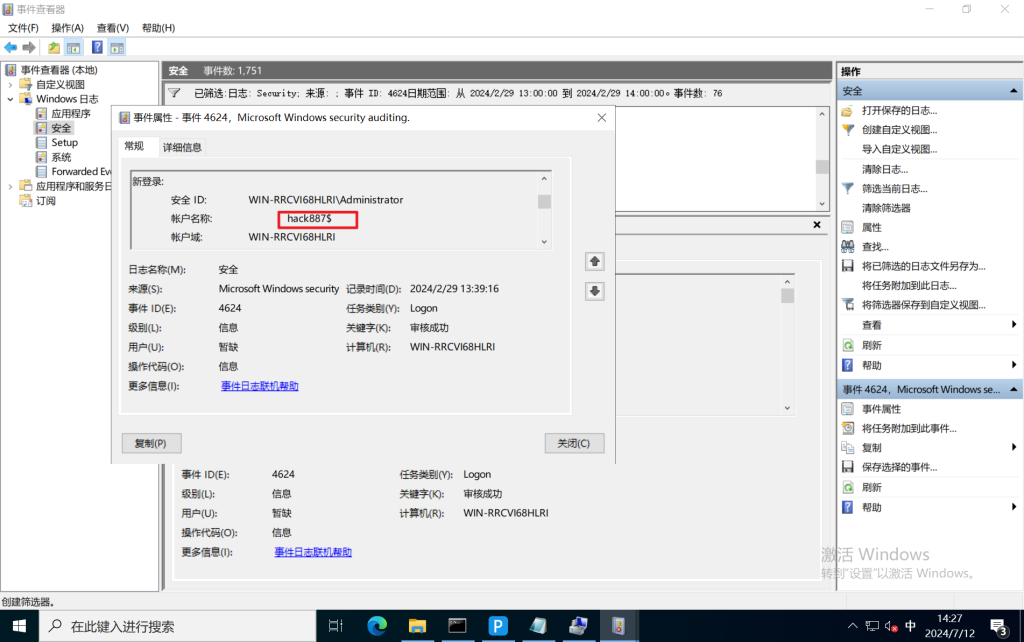 事件查看器
文件(F) 操作(A) 查看(V) 帮助(H)
事件查看器 (本地)
自定义视图
Windows 日志
应用程序
安全
Setup
系统
Forwarded Eve
应用程序和服务日
订阅
安全 事件数: 1,751
已筛选:日志: Security; 来源: ; 事件 ID: 4624日期范围: 从 2024/2/29 13:00:00 到 2024/2/29 14:00:00。事件数: 76
事件属性 - 事件 4624，Microsoft Windows security auditing.
常规 详细信息
新登录:
安全 ID: WIN-RRCVI68HLRI\Administrator
帐户名称: hack887$
帐户域: WIN-RRCVI68HLRI
日志名称(M): 安全
来源(S): Microsoft Windows security 记录时间(D): 2024/2/29 13:39:16
事件 ID(E): 4624 任务类别(Y): Logon
级别(L): 信息 关键字(K): 审核成功
用户(U): 暂缺 计算机(R): WIN-RRCVI68HLRI
操作代码(O): 信息
更多信息(I): 事件日志联机帮助
复制(P) 关闭(C)
事件 ID(E): 4624 任务类别(Y): Logon
级别(L): 信息 关键字(K): 审核成功
用户(U): 暂缺 计算机(R): WIN-RRCVI68HLRI
操作代码(O): 信息
更多信息(I): 事件日志联机帮助
操作
安全
打开保存的日志...
创建自定义视图...
导入自定义视图...
清除日志...
筛选当前日志...
清除筛选器
属性
查找...
将已筛选的日志文件另存为...
将任务附加到此日志...
将筛选器保存到自定义视图...
查看
刷新
帮助
事件 4624，Microsoft Windows se...
事件属性
将任务附加到此事件...
复制
保存选择的事件...
刷新
帮助
激活 Windows
转到"设置"以激活 Windows。
创建筛选器。
在此键入进行搜索
中
14:27
2024/7/12
3